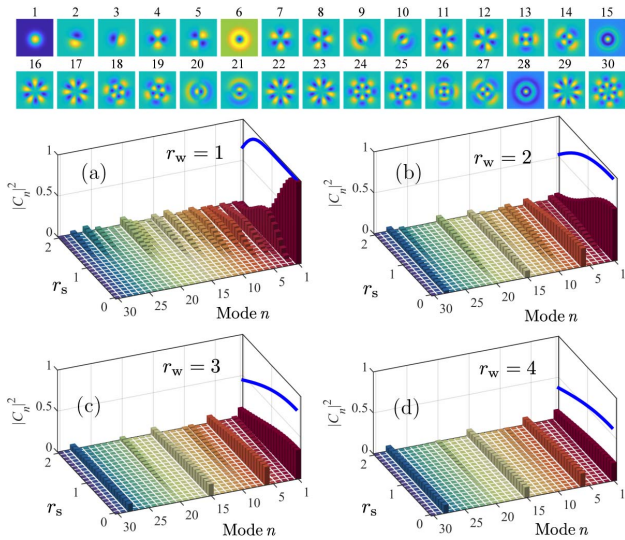 1 2 3 4 5 6 7 8 9 10 11 12 13 14 15
16 17 18 19 20 21 22 23 24 25 26 27 28 29 30
(a) r_w = 1
|C_n|^2
1
0.5
0
2
1
0
r_s
30 25 20 15 10 5 1
Mode n
(b) r_w = 2
|C_n|^2
1
0.5
0
2
1
0
r_s
30 25 20 15 10 5 1
Mode n
(c) r_w = 3
|C_n|^2
1
0.5
0
2
1
0
r_s
30 25 20 15 10 5 1
Mode n
(d) r_w = 4
|C_n|^2
1
0.5
0
2
1
0
r_s
30 25 20 15 10 5 1
Mode n